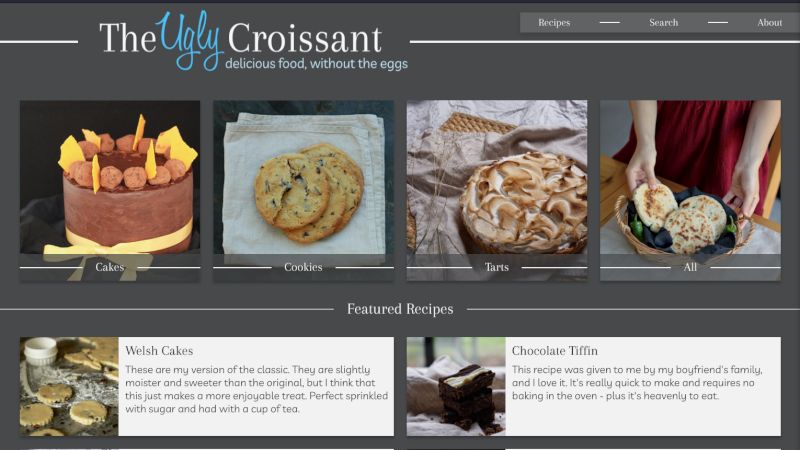 The Ugly Croissant
delicious food, without the eggs
Recipes
Search
About
Cakes
Cookies
Tarts
All
Featured Recipes
Welsh Cakes
These are my version of the classic. They are slightly
moister and sweeter than the original, but I think that
this just makes a more enjoyable treat. Perfect sprinkled
with sugar and had with a cup of tea.
Chocolate Tiffin
This recipe was given to me by my boyfriend's family,
and I love it. It's really quick to make and requires no
baking in the oven - plus it's heavenly to eat.